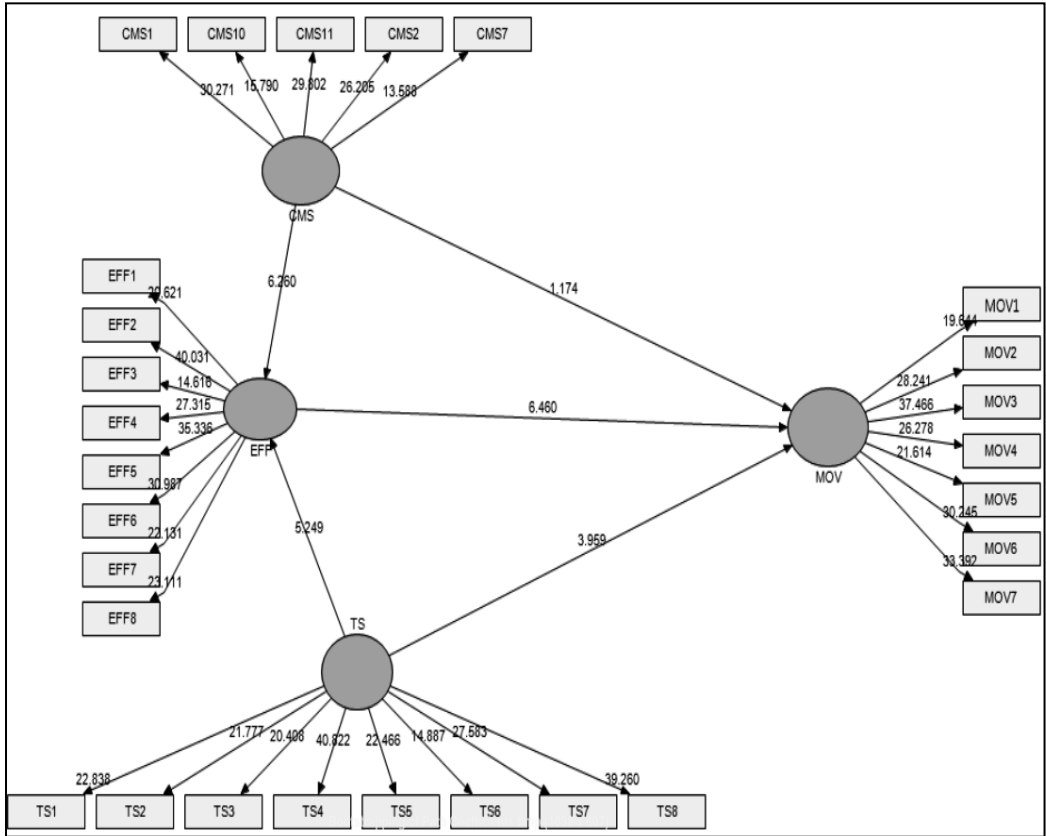 CMS1 CMS10 CMS11 CMS2 CMS7
30.271 15.790 29.802 26.205 13.588
CMS
6.260
1.174
EFF1
EFF2
40.031
EFF3
14.616
EFF4
27.315
EFF5
35.336
EFF6
30.987
EFF7
22.131
EFF8
23.111
EFF
6.460
5.249
3.959
MOV
MOV1
19.644
MOV2
28.241
MOV3
37.466
MOV4
26.278
MOV5
21.614
MOV6
30.245
MOV7
33.392
TS
22.838 21.777 20.408 40.822 22.466 14.887 27.583 39.260
TS1 TS2 TS3 TS4 TS5 TS6 TS7 TS8